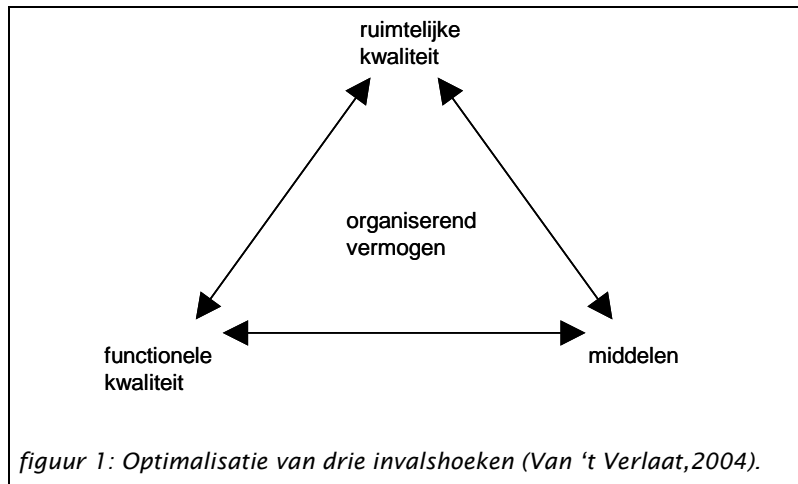 ruimtelijke
kwaliteit
organiserend
vermogen
functionele
kwaliteit
middelen
figuur 1: Optimalisatie van drie invalshoeken (Van ‘t Verlaat,2004).